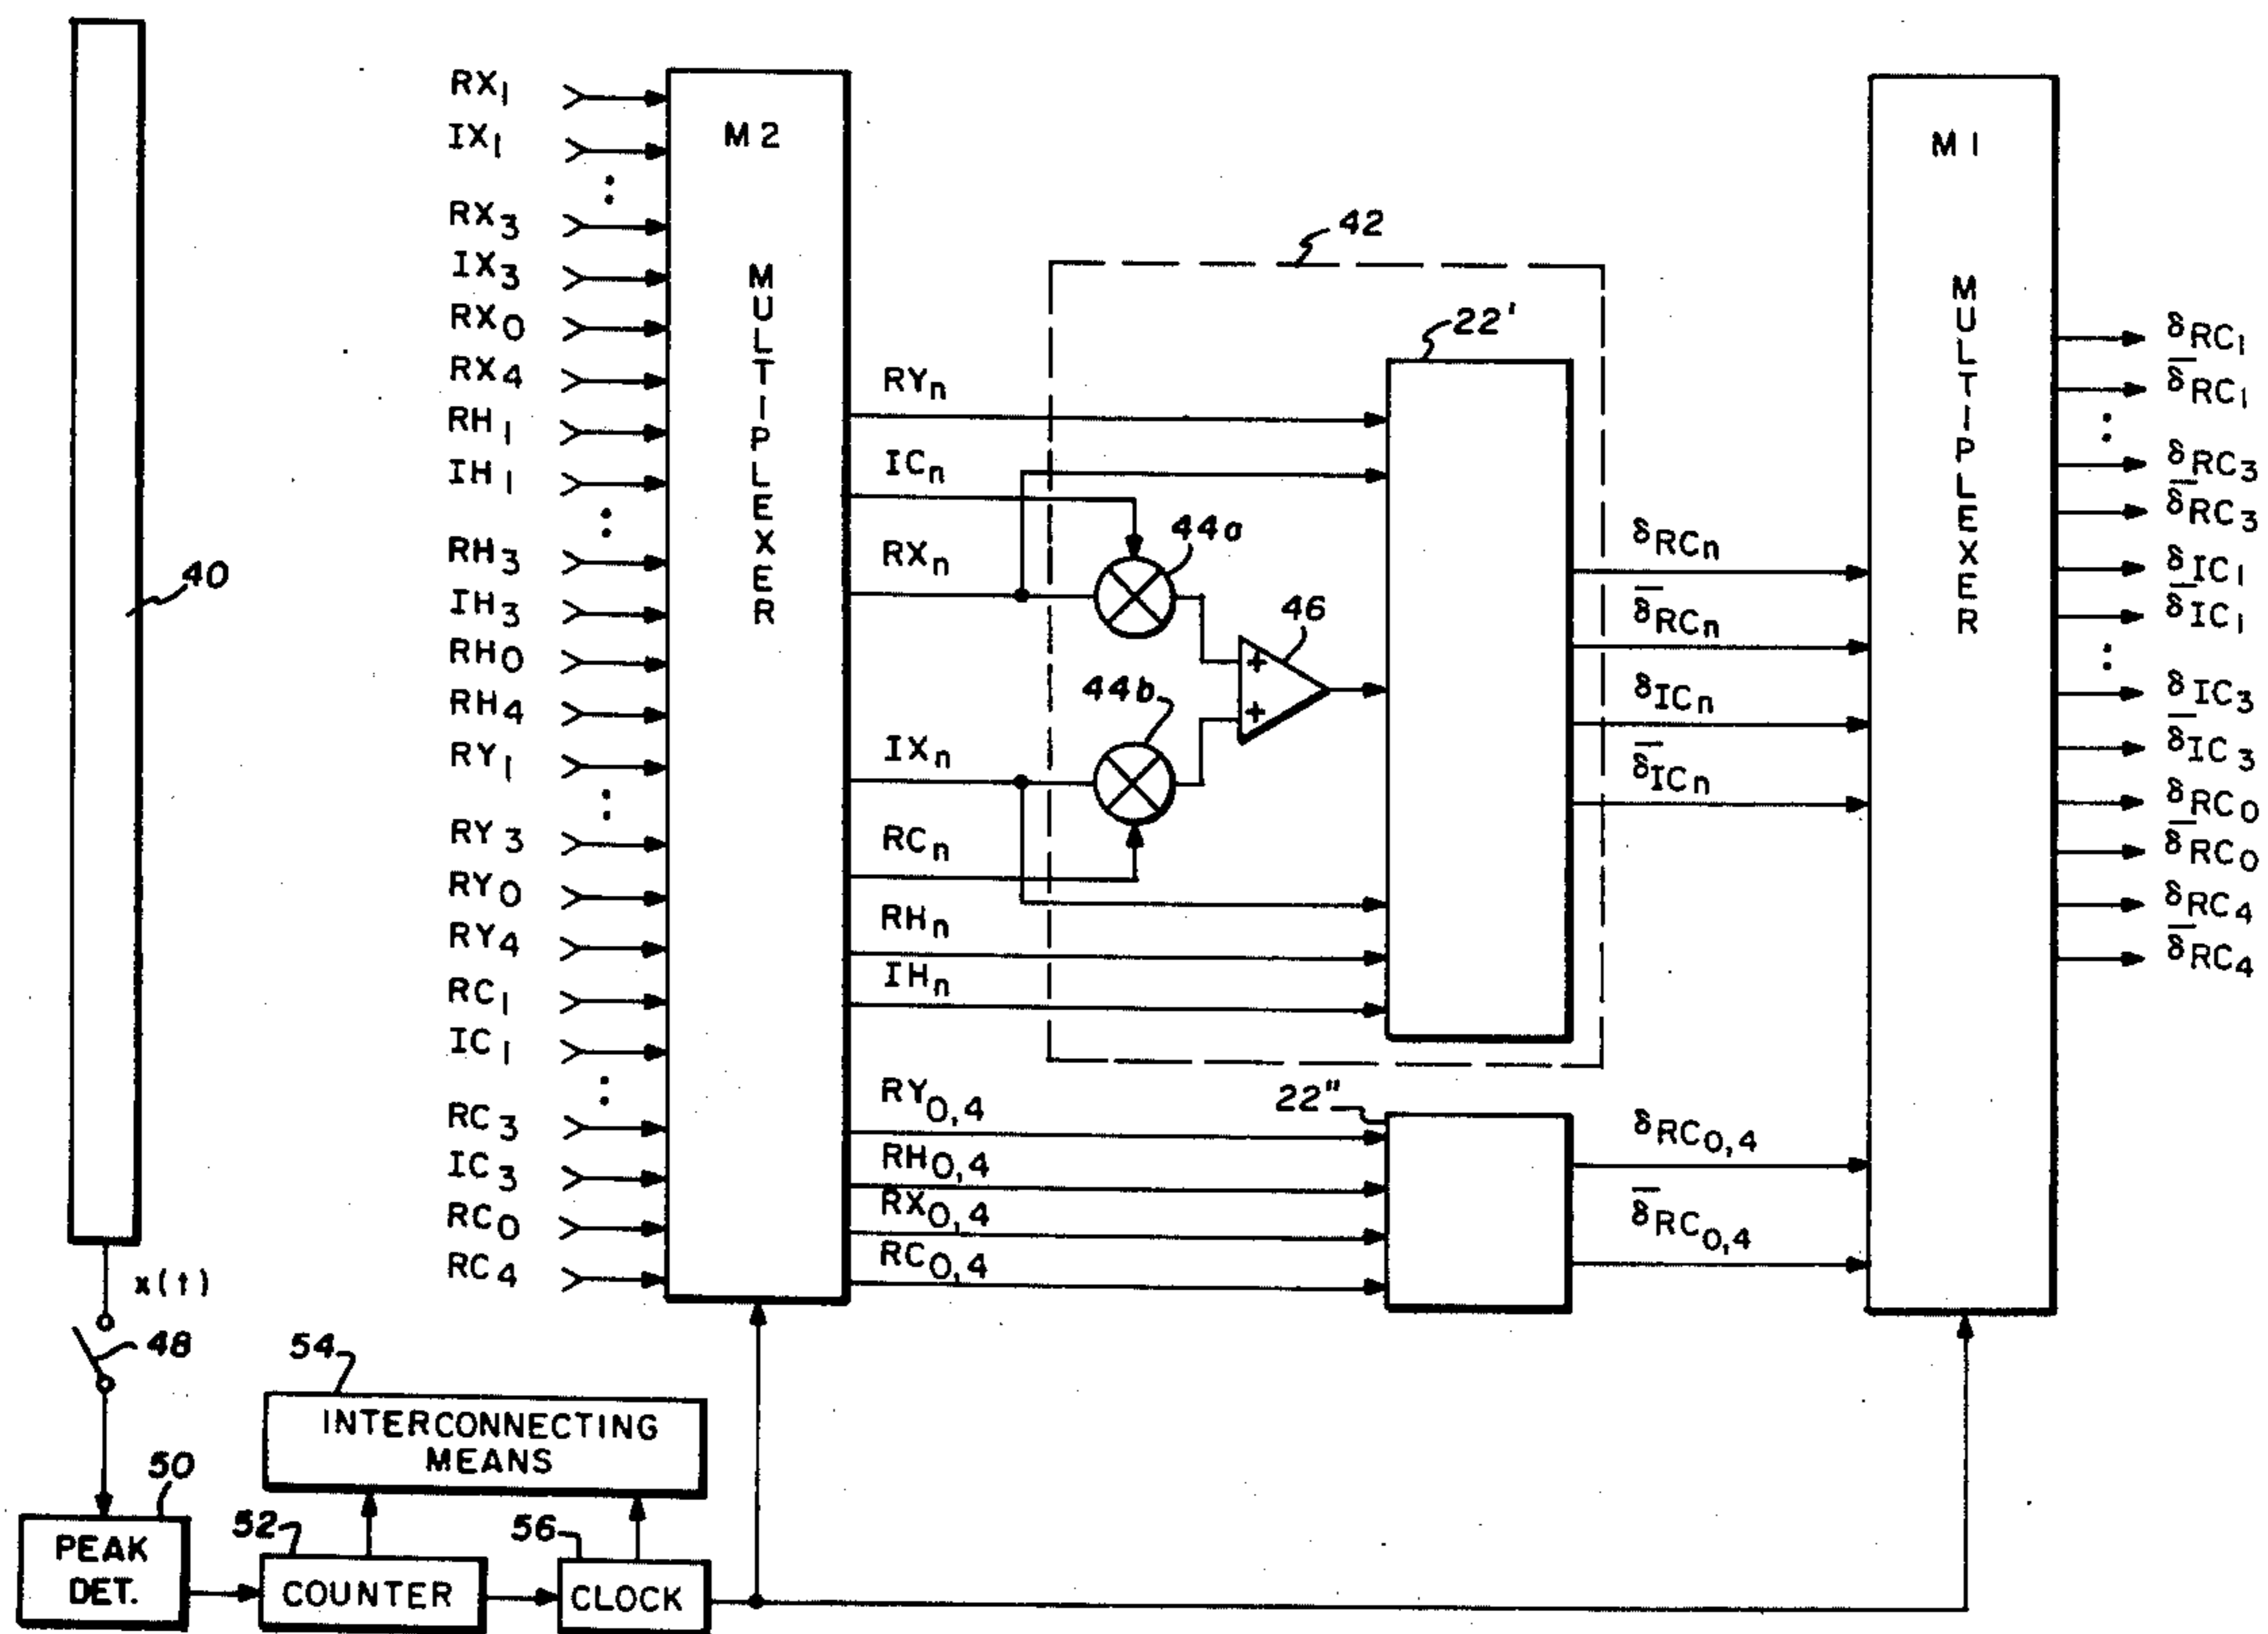 RX₁
IX₁
RX₃
IX₃
RX₀
RX₄
RH₁
IH₁
RH₃
IH₃
RH₀
RH₄
RY₁
RY₃
RY₀
RY₄
RC₁
IC₁
RC₃
IC₃
RC₀
RC₄
40
x(t)
48
50
PEAK
DET.
52
COUNTER
54
INTERCONNECTING
MEANS
56
CLOCK
M2
MULTIPLEXER
RYₙ
ICₙ
RXₙ
IXₙ
RCₙ
RHₙ
IHₙ
RY₀,₄
RH₀,₄
RX₀,₄
RC₀,₄
42
44a
44b
46
+
+
22'
22"
δRCₙ
δ̅RCₙ
δICₙ
δ̅ICₙ
δRC₀,₄
δ̅RC₀,₄
M1
MULTIPLEXER
δRC₁
δ̅RC₁
δRC₃
δ̅RC₃
δIC₁
δ̅IC₁
δIC₃
δ̅IC₃
δRC₀
δ̅RC₀
δRC₄
δ̅RC₄